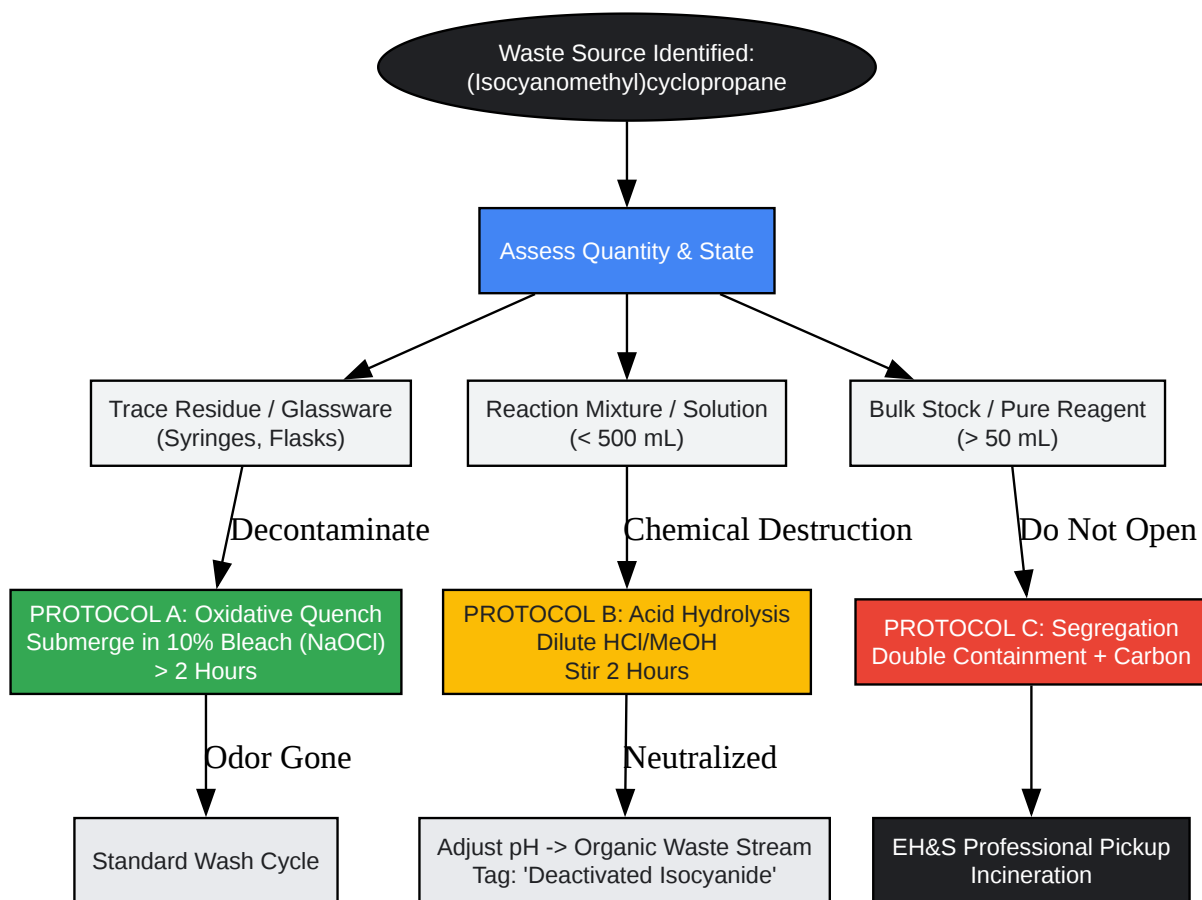 Waste Source Identified:
(Isocyanomethyl)cyclopropane
Assess Quantity & State
Trace Residue / Glassware
(Syringes, Flasks)
Reaction Mixture / Solution
(< 500 mL)
Bulk Stock / Pure Reagent
(> 50 mL)
Decontaminate
Chemical Destruction
Do Not Open
PROTOCOL A: Oxidative Quench
Submerge in 10% Bleach (NaOCl)
> 2 Hours
PROTOCOL B: Acid Hydrolysis
Dilute HCl/MeOH
Stir 2 Hours
PROTOCOL C: Segregation
Double Containment + Carbon
Odor Gone
Neutralized
Standard Wash Cycle
Adjust pH -> Organic Waste Stream
Tag: 'Deactivated Isocyanide'
EH&S Professional Pickup
Incineration